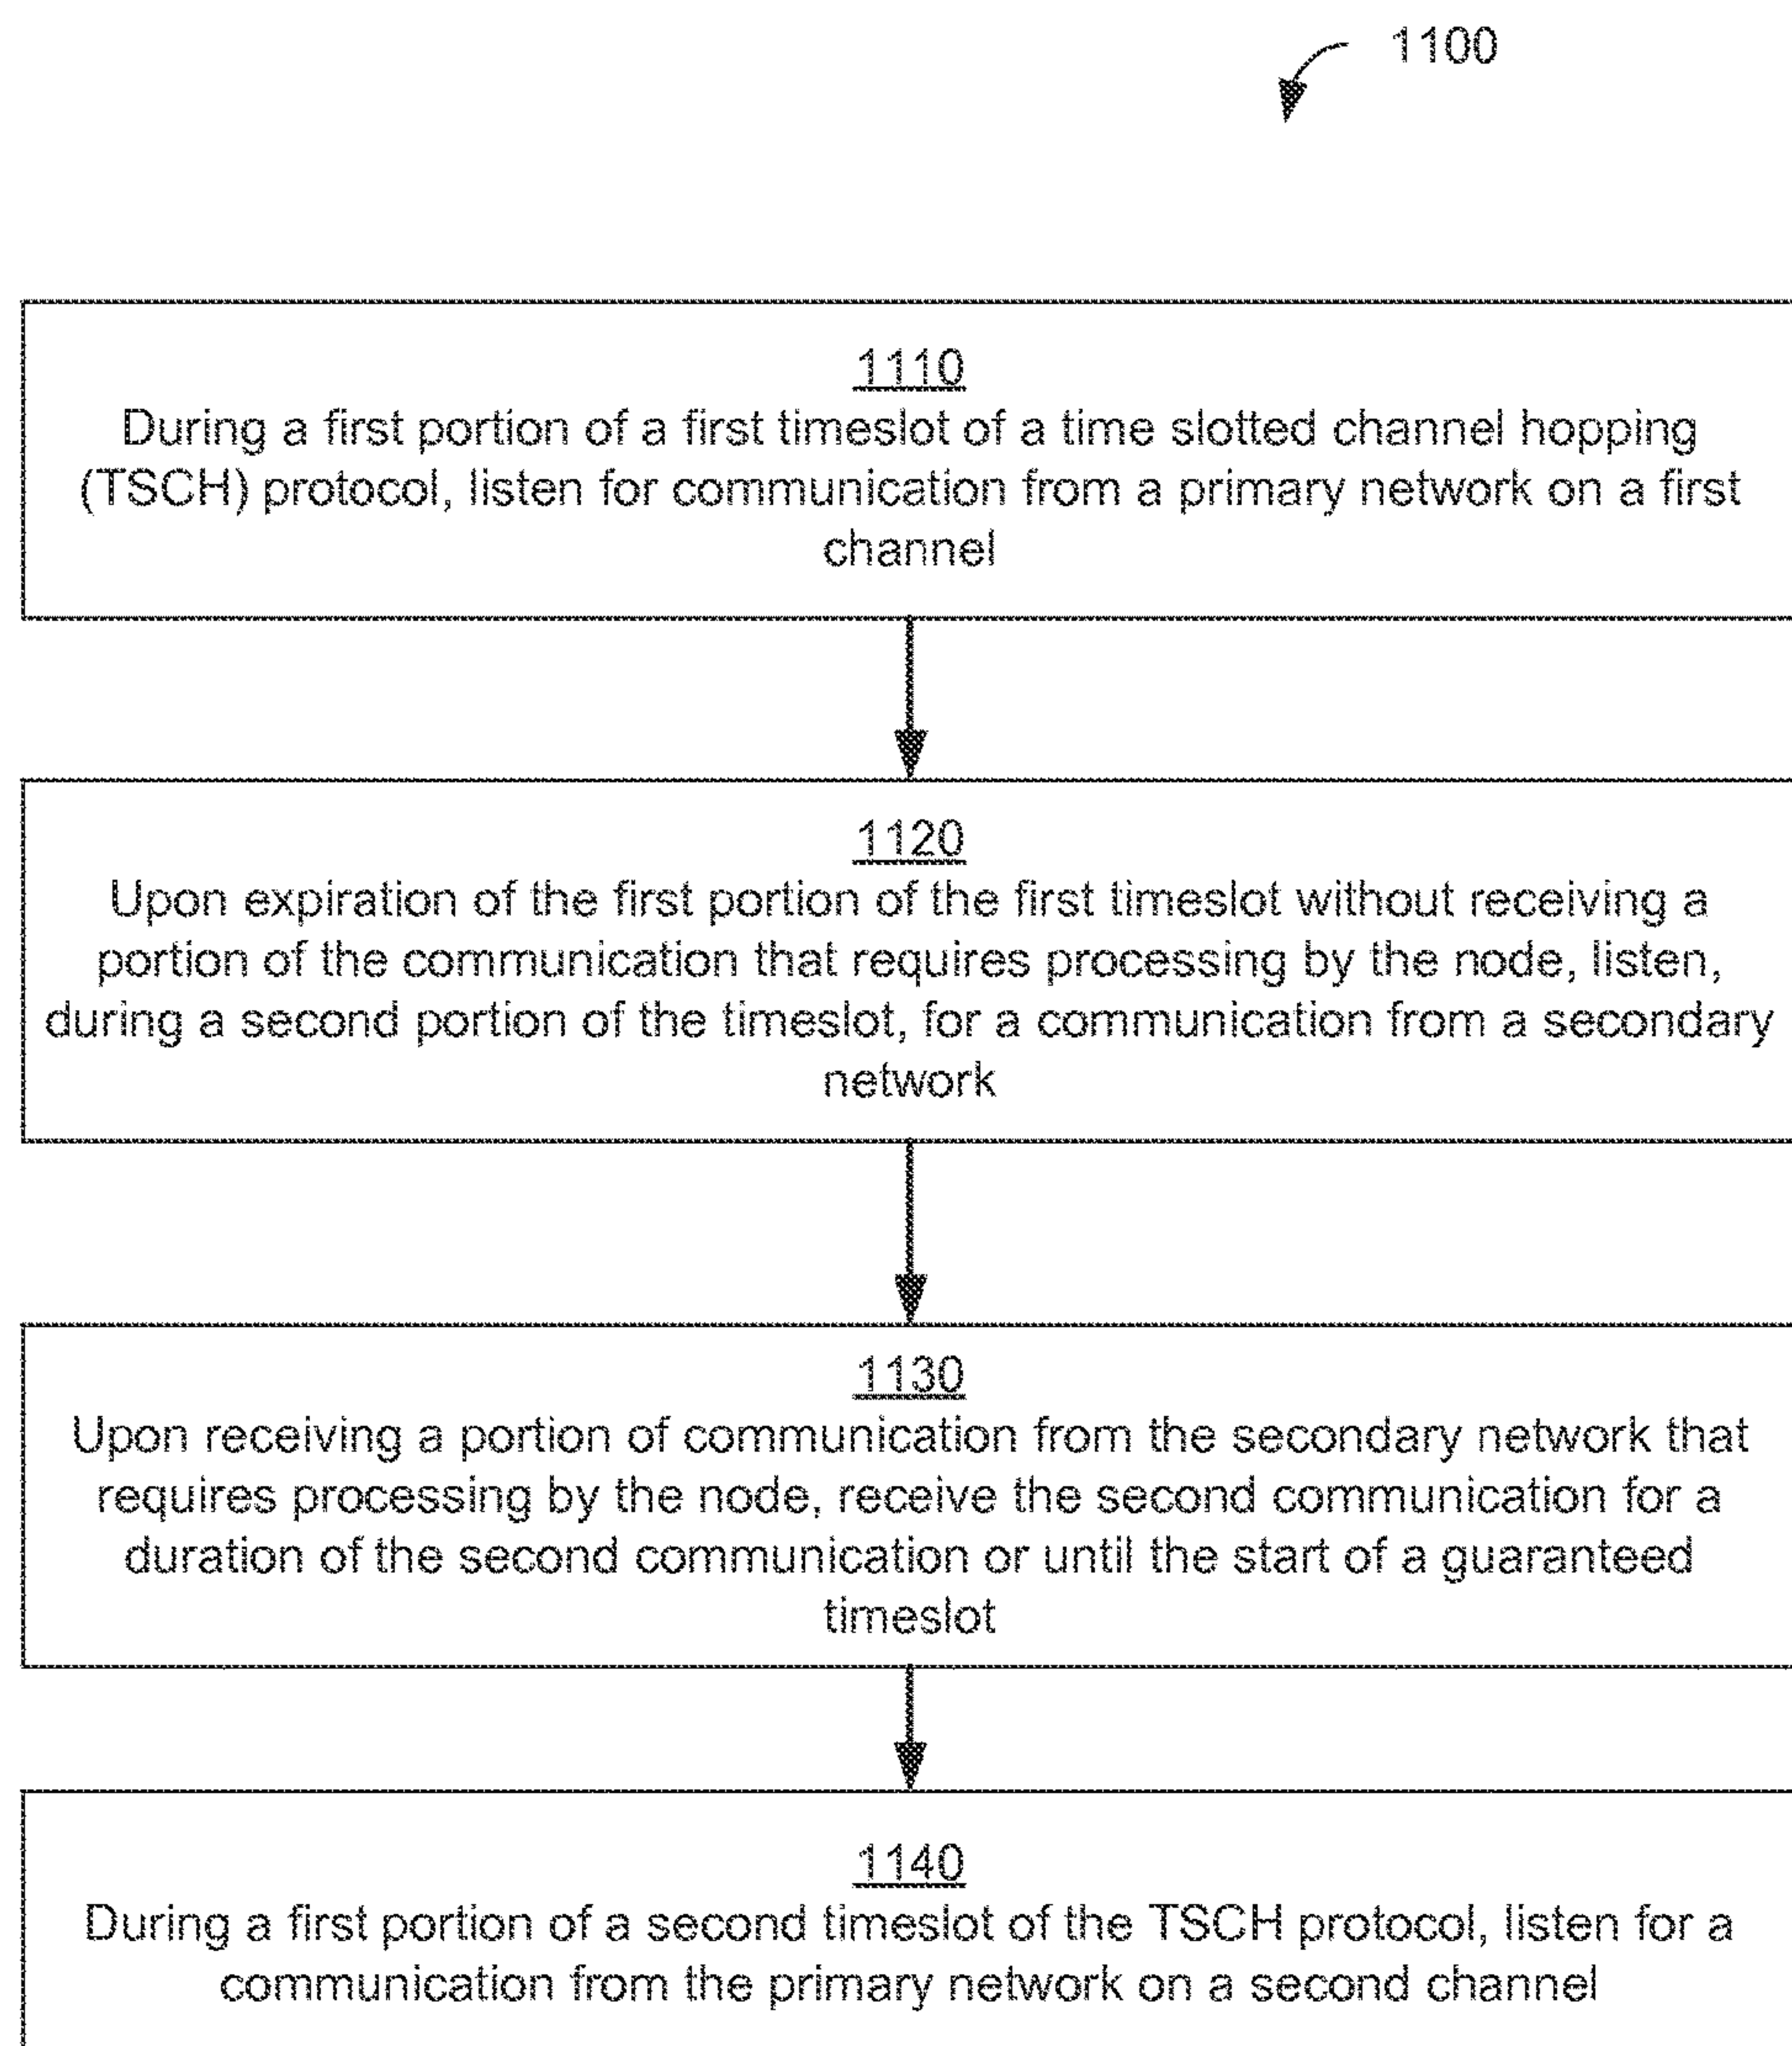 1100
1110
During a first portion of a first timeslot of a time slotted channel hopping
(TSCH) protocol, listen for communication from a primary network on a first
channel
1120
Upon expiration of the first portion of the first timeslot without receiving a
portion of the communication that requires processing by the node, listen,
during a second portion of the timeslot, for a communication from a secondary
network
1130
Upon receiving a portion of communication from the secondary network that
requires processing by the node, receive the second communication for a
duration of the second communication or until the start of a guaranteed
timeslot
1140
During a first portion of a second timeslot of the TSCH protocol, listen for a
communication from the primary network on a second channel